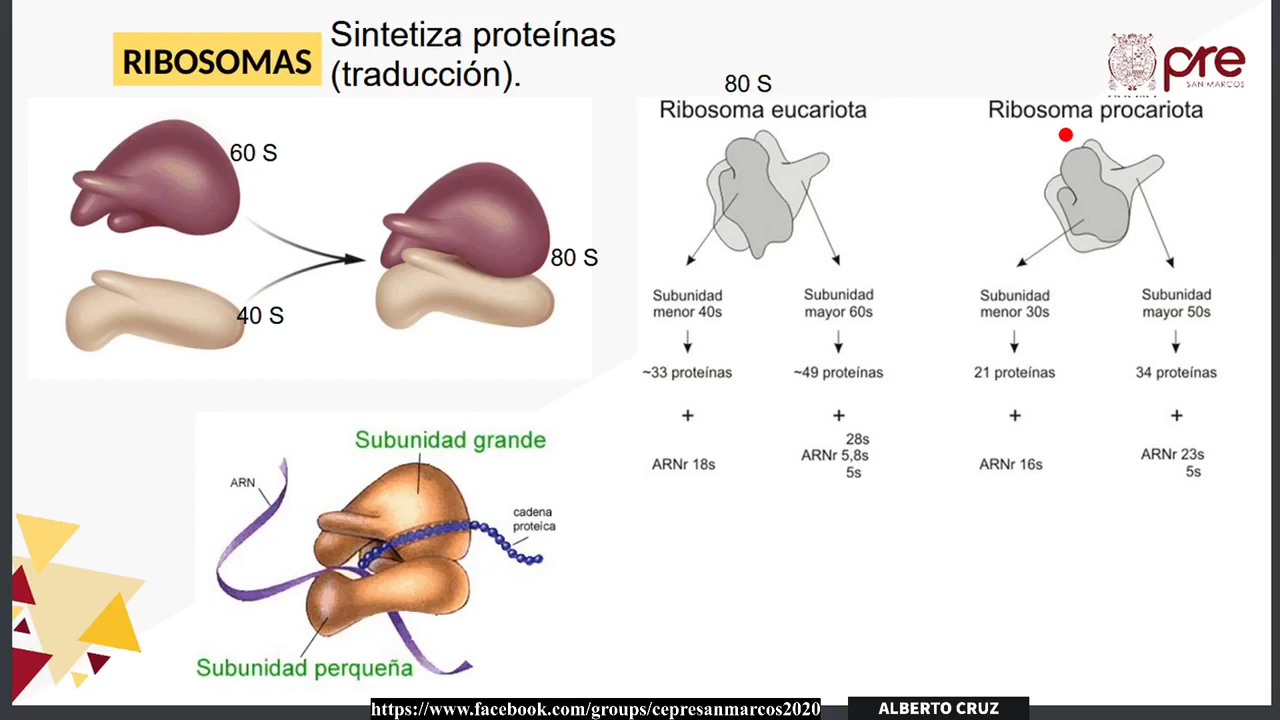 RIBOSOMAS
Sintetiza proteínas
(traducción).
pre
SAN MARCOS
60 S
40 S
80 S
80 S
Ribosoma eucariota
Subunidad
menor 40s
~33 proteínas
+
ARNr 18s
Subunidad
mayor 60s
~49 proteínas
+
28s
ARNr 5,8s
5s
Ribosoma procariota
Subunidad
menor 30s
21 proteínas
+
ARNr 16s
Subunidad
mayor 50s
34 proteínas
+
ARNr 23s
5s
Subunidad grande
ARN
cadena
proteíca
Subunidad perqueña
https://www.facebook.com/groups/cepresanmarcos2020
ALBERTO CRUZ